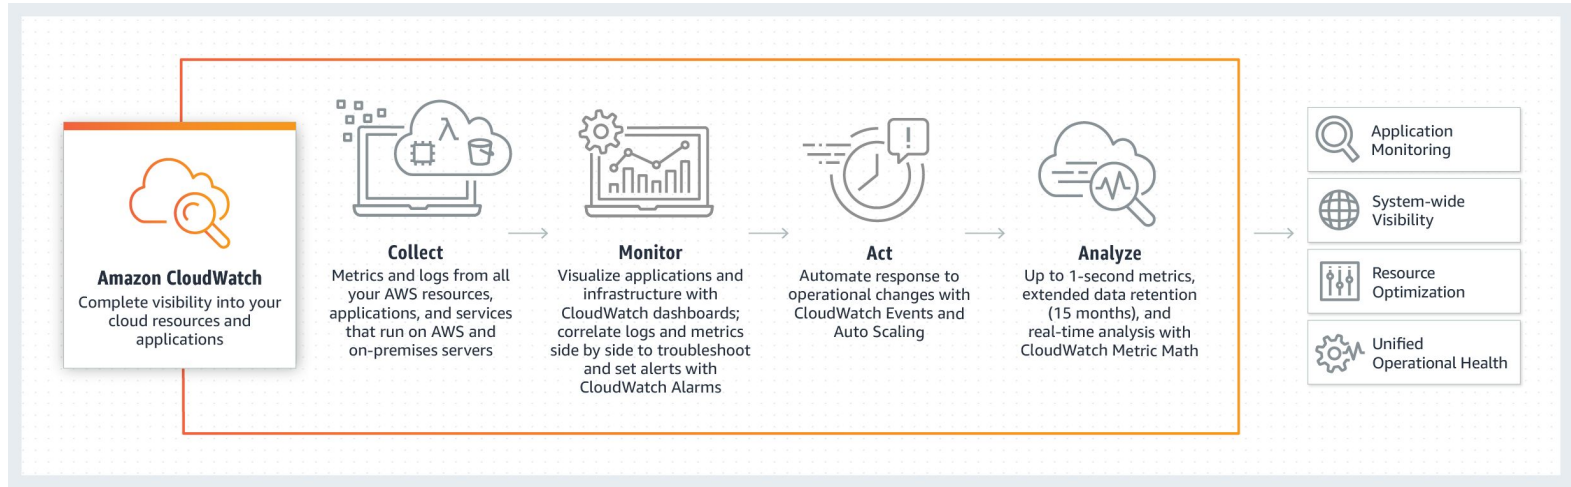 Amazon CloudWatch
Complete visibility into your
cloud resources and
applications
Collect
Metrics and logs from all
your AWS resources,
applications, and services
that run on AWS and
on-premises servers
Monitor
Visualize applications and
infrastructure with
CloudWatch dashboards;
correlate logs and metrics
side by side to troubleshoot
and set alerts with
CloudWatch Alarms
Act
Automate response to
operational changes with
CloudWatch Events and
Auto Scaling
Analyze
Up to 1-second metrics,
extended data retention
(15 months), and
real-time analysis with
CloudWatch Metric Math
Application
Monitoring
System-wide
Visibility
Resource
Optimization
Unified
Operational Health